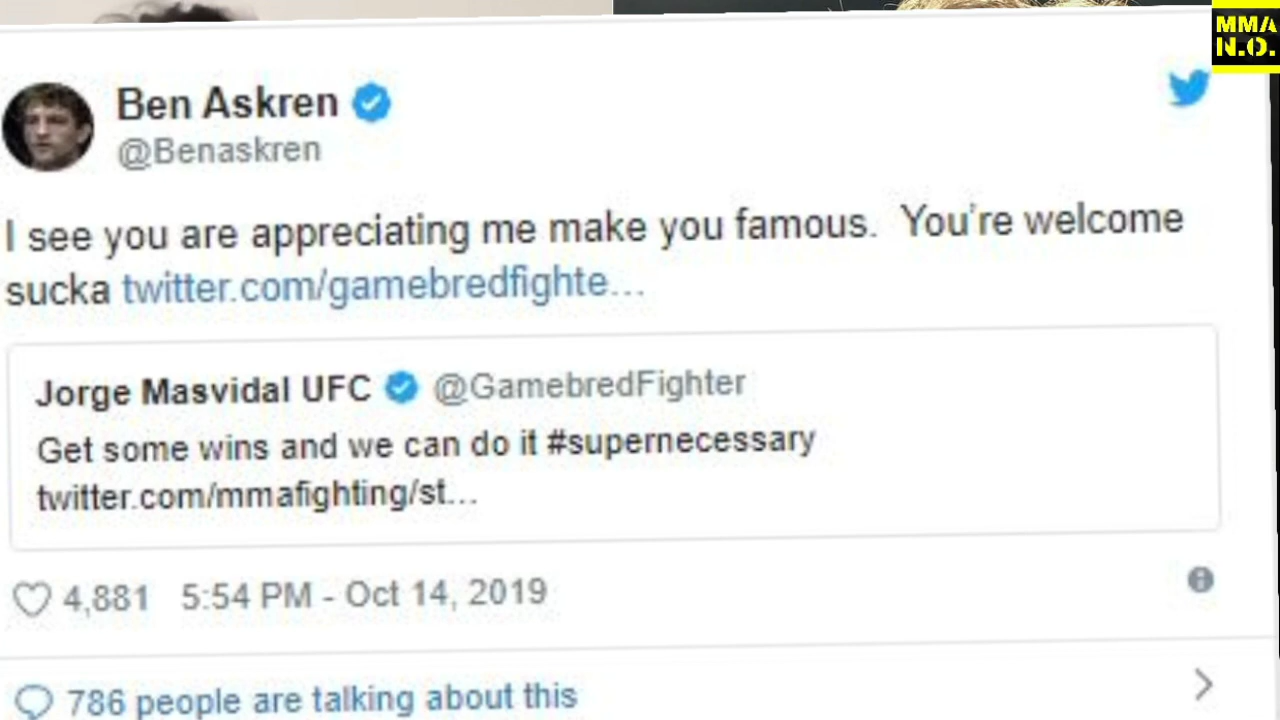 MMA
N.O.
Ben Askren
@Benaskren
I see you are appreciating me make you famous.  You're welcome
sucka twitter.com/gamebredfighte...
Jorge Masvidal UFC @GamebredFighter
Get some wins and we can do it #supernecessary
twitter.com/mmafighting/st...
4,881 5:54 PM - Oct 14, 2019
786 people are talking about this